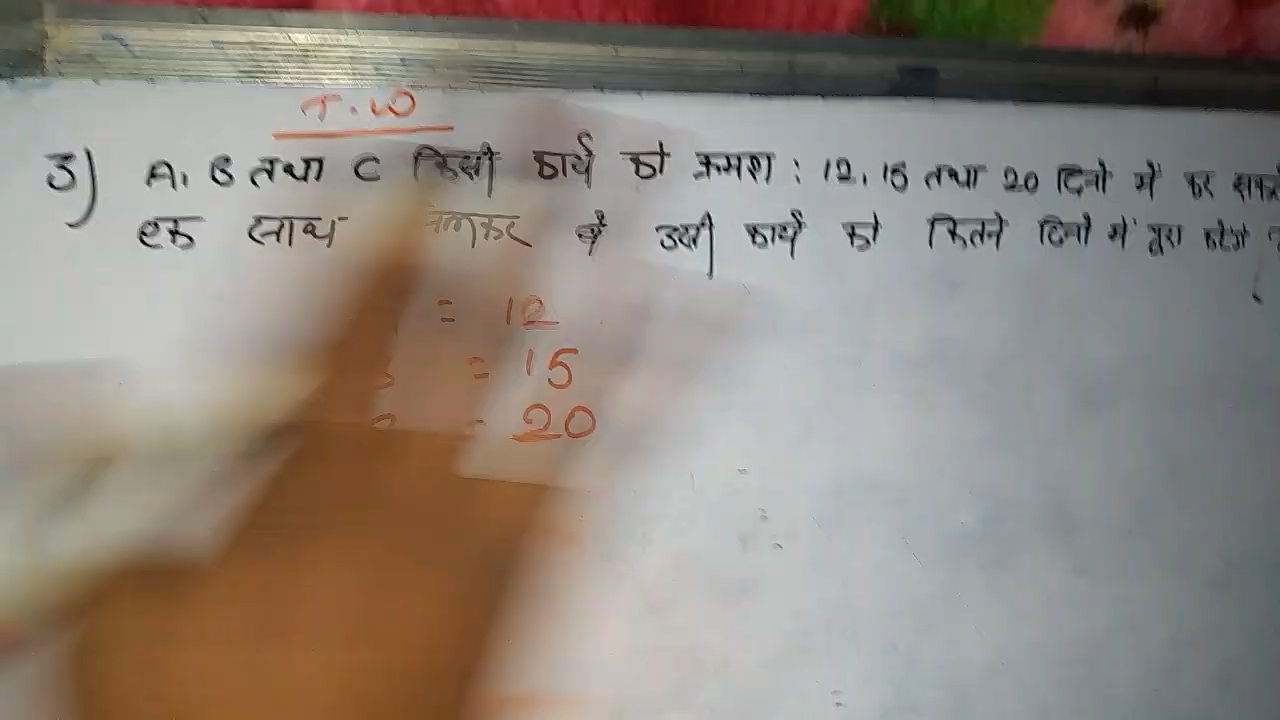 T.W
3) A, B तथा C किसी कार्य को क्रमश : 12, 15 तथा 20 दिनों में कर सकते
एक साथ मिलकर वे उसी कार्य को कितने दिनों में पूरा करेंगे
= 12
= 15
= 20